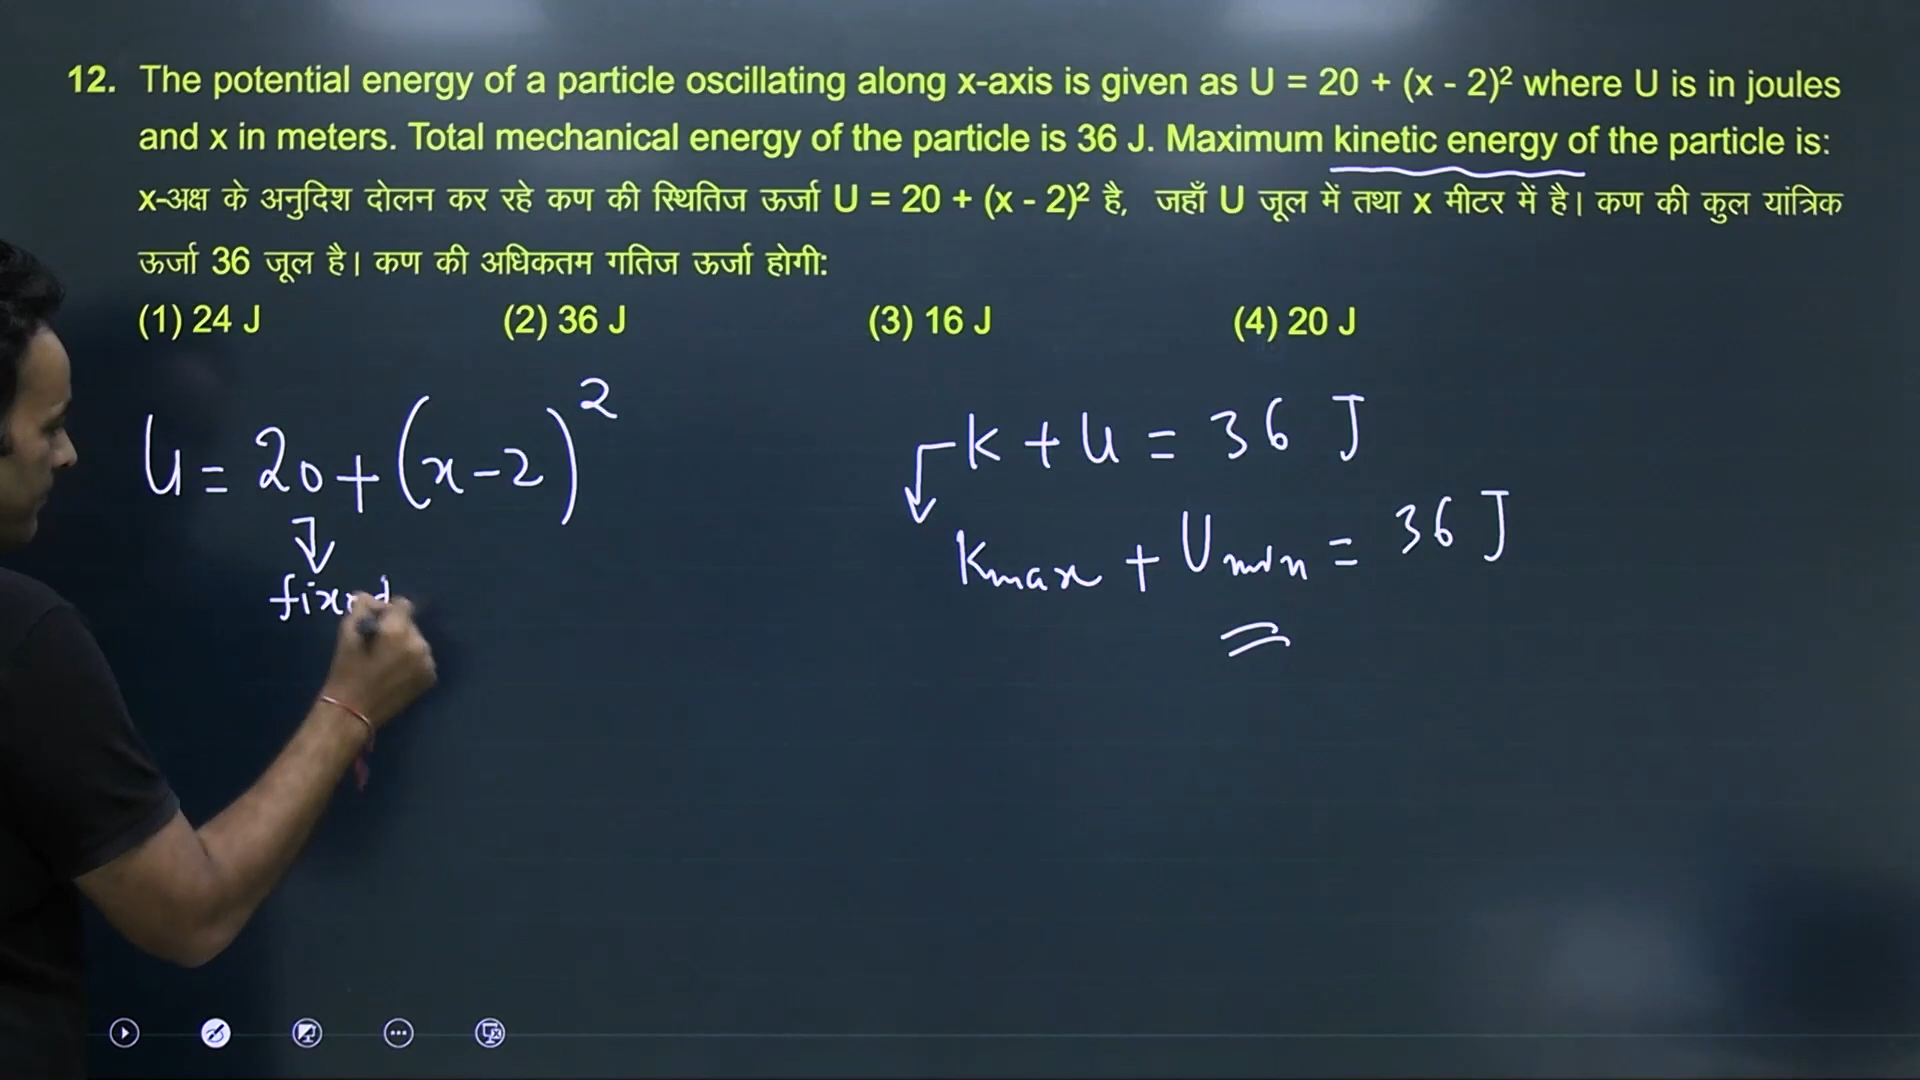 12. The potential energy of a particle oscillating along x-axis is given as U = 20 + (x - 2)² where U is in joules
and x in meters. Total mechanical energy of the particle is 36 J. Maximum kinetic energy of the particle is:
x-अक्ष के अनुदिश दोलन कर रहे कण की स्थितिज ऊर्जा U = 20 + (x - 2)² है, जहाँ U जूल में तथा x मीटर में है। कण की कुल यांत्रिक
ऊर्जा 36 जूल है। कण की अधिकतम गतिज ऊर्जा होगी:
(1) 24 J (2) 36 J (3) 16 J (4) 20 J
U = 20 + (x - 2)²
fixed
K + U = 36 J
Kmax + Umin = 36 J